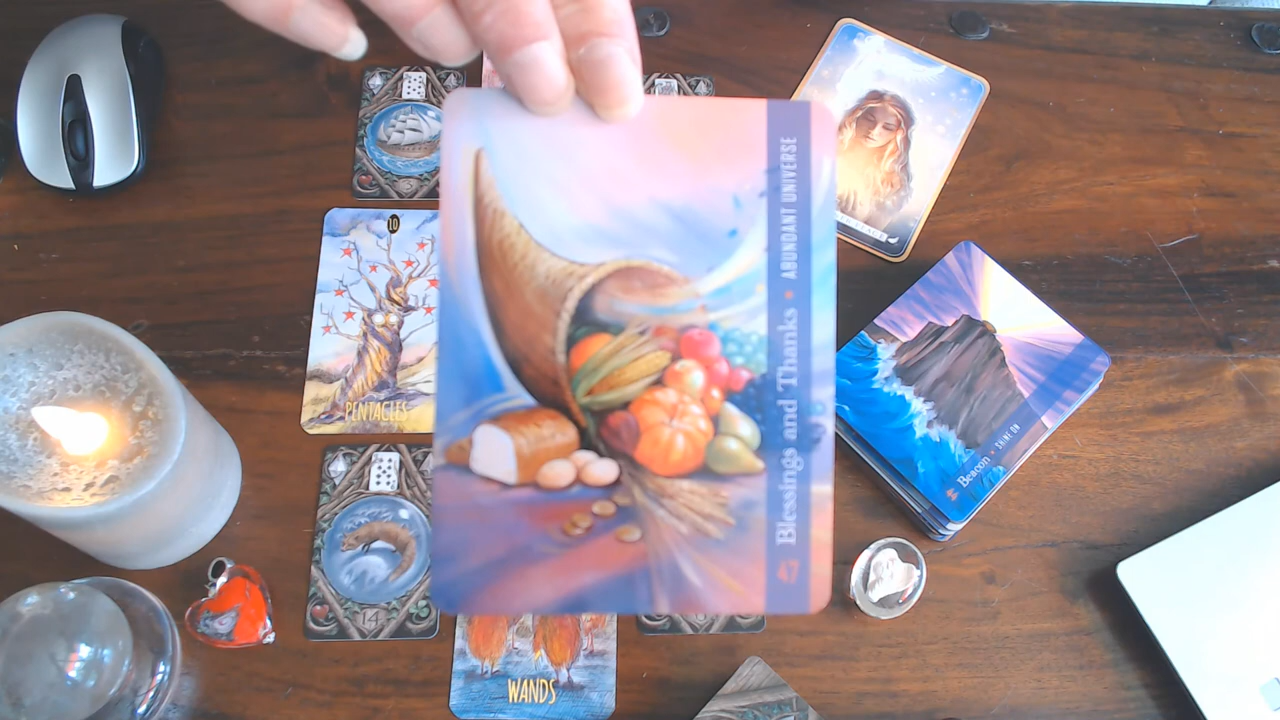 47 Blessings and Thanks • ABUNDANT UNIVERSE
10
PENTACLES
14
WANDS
Beacon • SHINE ON